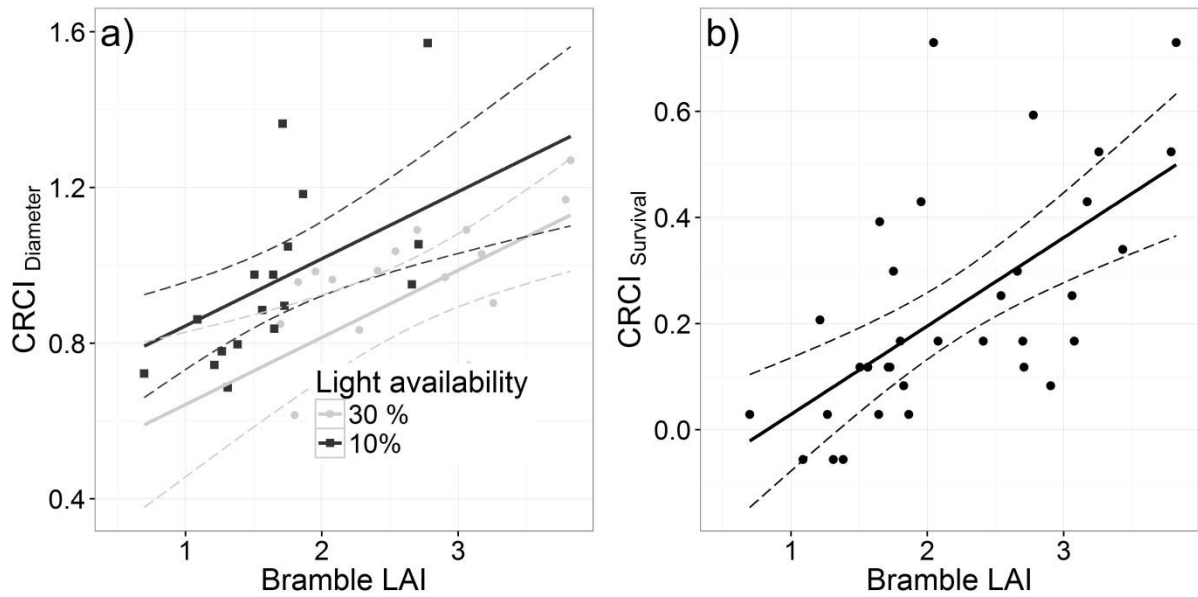 a)
1.6
1.2
0.8
0.4
CRCI Diameter
Light availability
30 %
10%
1 2 3
Bramble LAI
b)
0.6
0.4
0.2
0.0
CRCI Survival
1 2 3
Bramble LAI